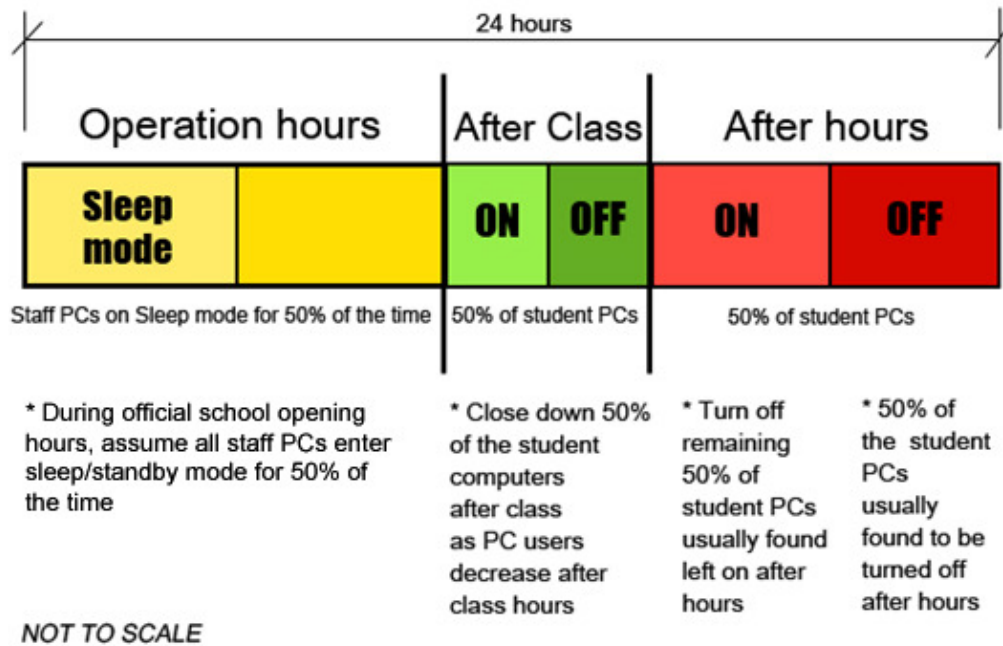 24 hours
Operation hours
After Class
After hours
Sleep
mode
ON
OFF
ON
OFF
Staff PCs on Sleep mode for 50% of the time
50% of student PCs
50% of student PCs
* During official school opening
hours, assume all staff PCs enter
sleep/standby mode for 50% of
the time
* Close down 50%
of the student
computers
after class
as PC users
decrease after
class hours
* Turn off
remaining
50% of
student PCs
usually found
left on after
hours
* 50% of
the student
PCs
usually
found to be
turned off
after hours
NOT TO SCALE